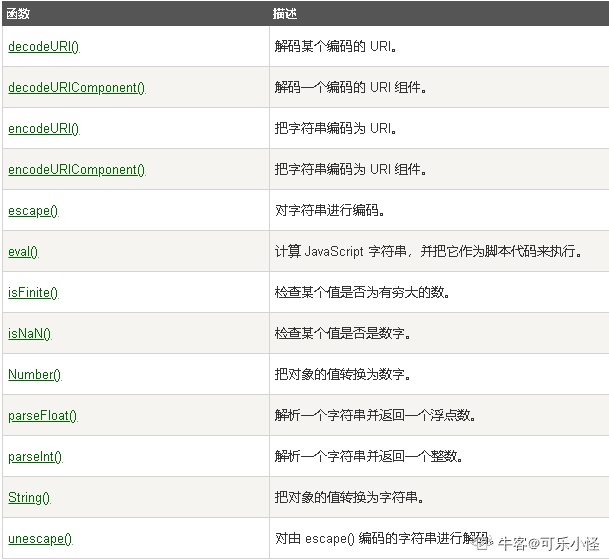 函数 描述
decodeURI() 解码某个编码的 URI。
decodeURIComponent() 解码一个编码的 URI 组件。
encodeURI() 把字符串编码为 URI。
encodeURIComponent() 把字符串编码为 URI 组件。
escape() 对字符串进行编码。
eval() 计算 JavaScript 字符串，并把它作为脚本代码来执行。
isFinite() 检查某个值是否为有穷大的数。
isNaN() 检查某个值是否是数字。
Number() 把对象的值转换为数字。
parseFloat() 解析一个字符串并返回一个浮点数。
parseInt() 解析一个字符串并返回一个整数。
String() 把对象的值转换为字符串。
unescape() 对由 escape() 编码的字符串进行解码
牛客@可乐小怪